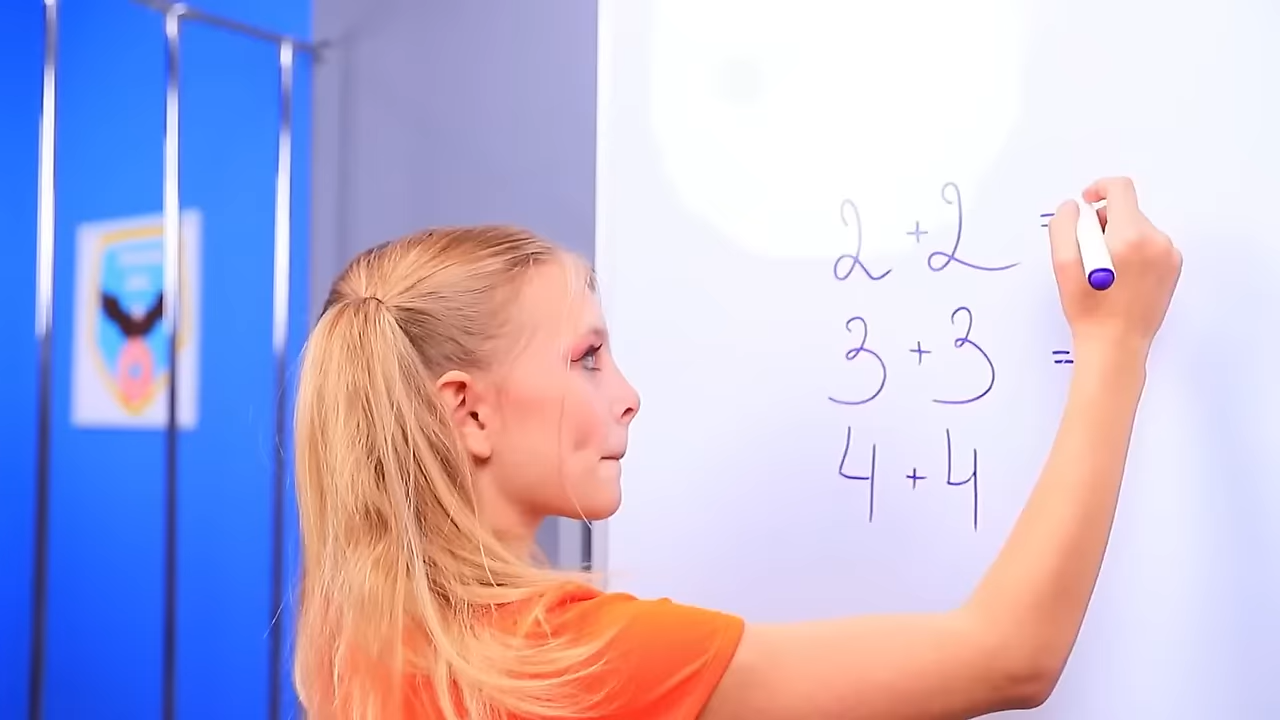 2 + 2 =
3 + 3 =
4 + 4